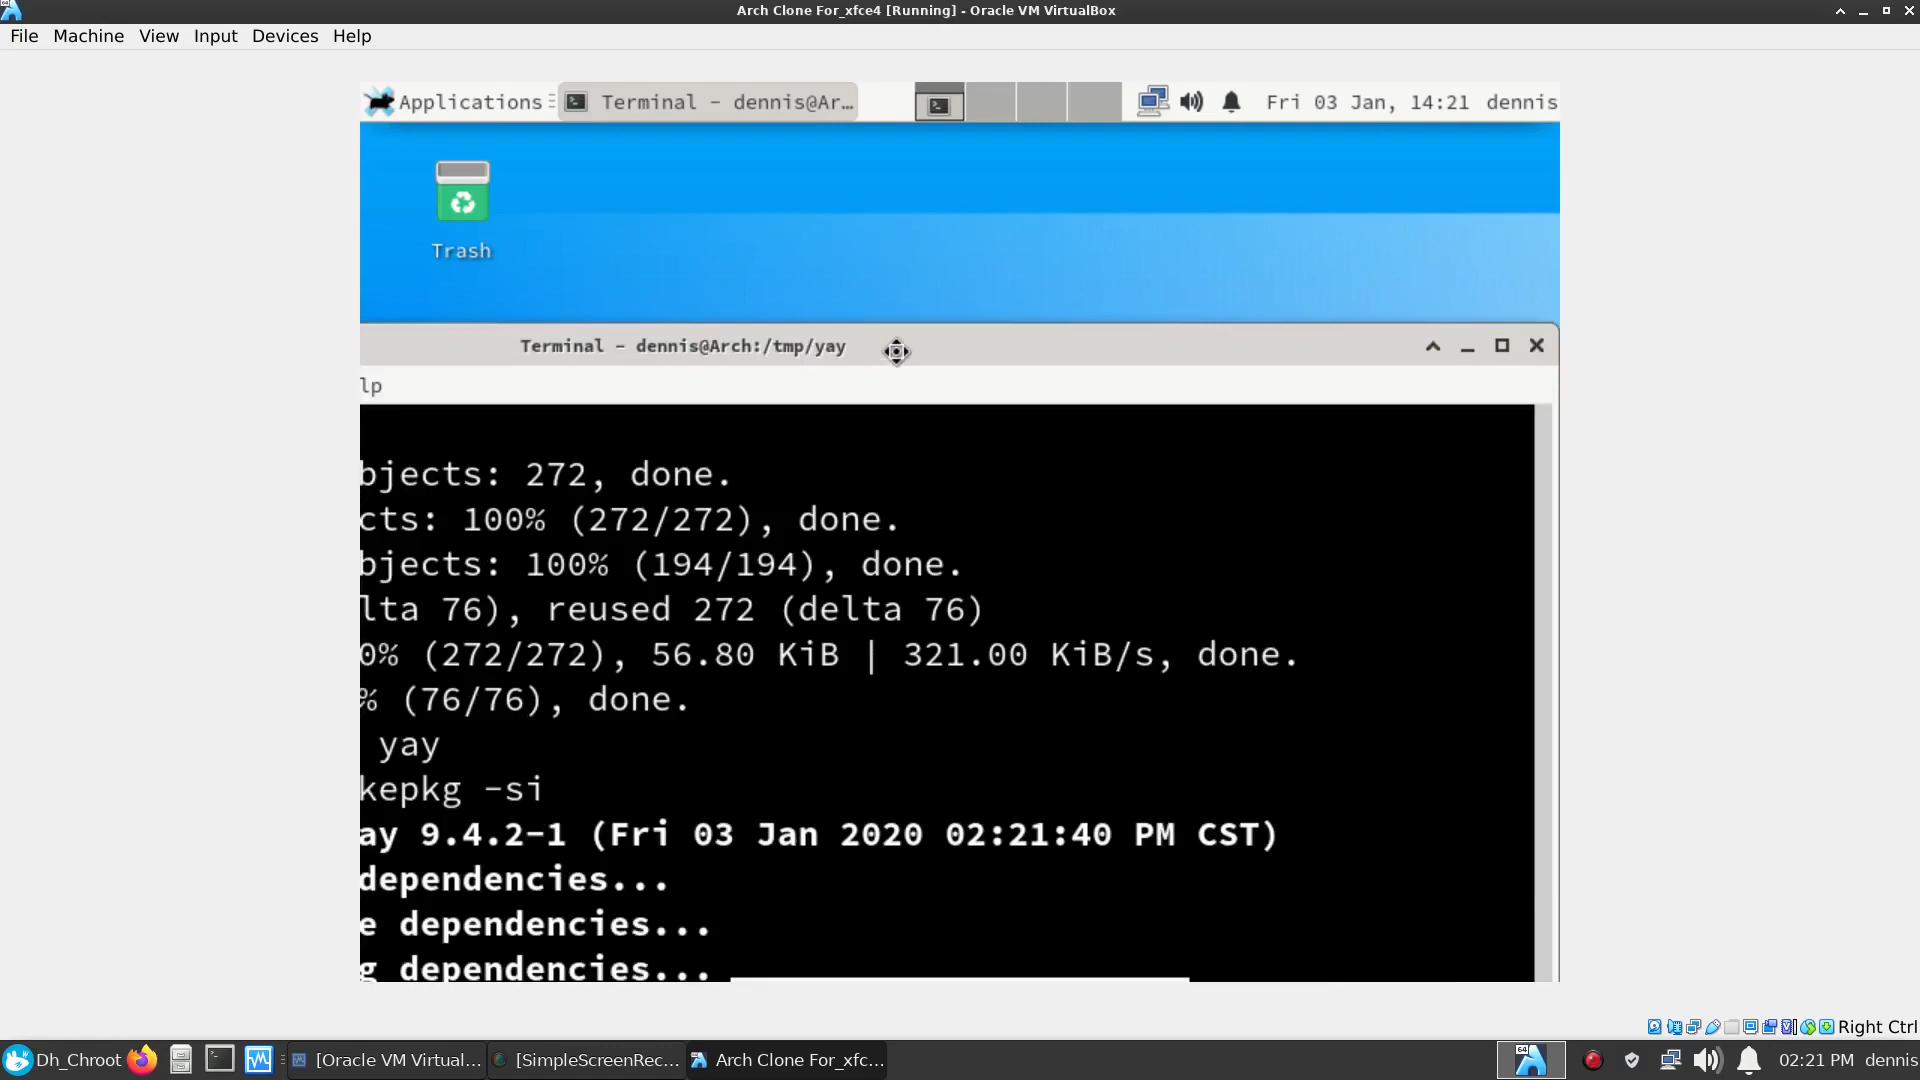 Arch Clone For_xfce4 [Running] - Oracle VM VirtualBox
File Machine View Input Devices Help
Applications Terminal - dennis@Ar... Fri 03 Jan, 14:21 dennis
Trash
Terminal - dennis@Arch:/tmp/yay
lp
bjects: 272, done.
cts: 100% (272/272), done.
bjects: 100% (194/194), done.
lta 76), reused 272 (delta 76)
0% (272/272), 56.80 KiB | 321.00 KiB/s, done.
% (76/76), done.
yay
kepkg -si
ay 9.4.2-1 (Fri 03 Jan 2020 02:21:40 PM CST)
dependencies...
e dependencies...
g dependencies...
Right Ctrl
Dh_Chroot [Oracle VM Virtual... [SimpleScreenRec... Arch Clone For_xfc... 64 02:21 PM dennis